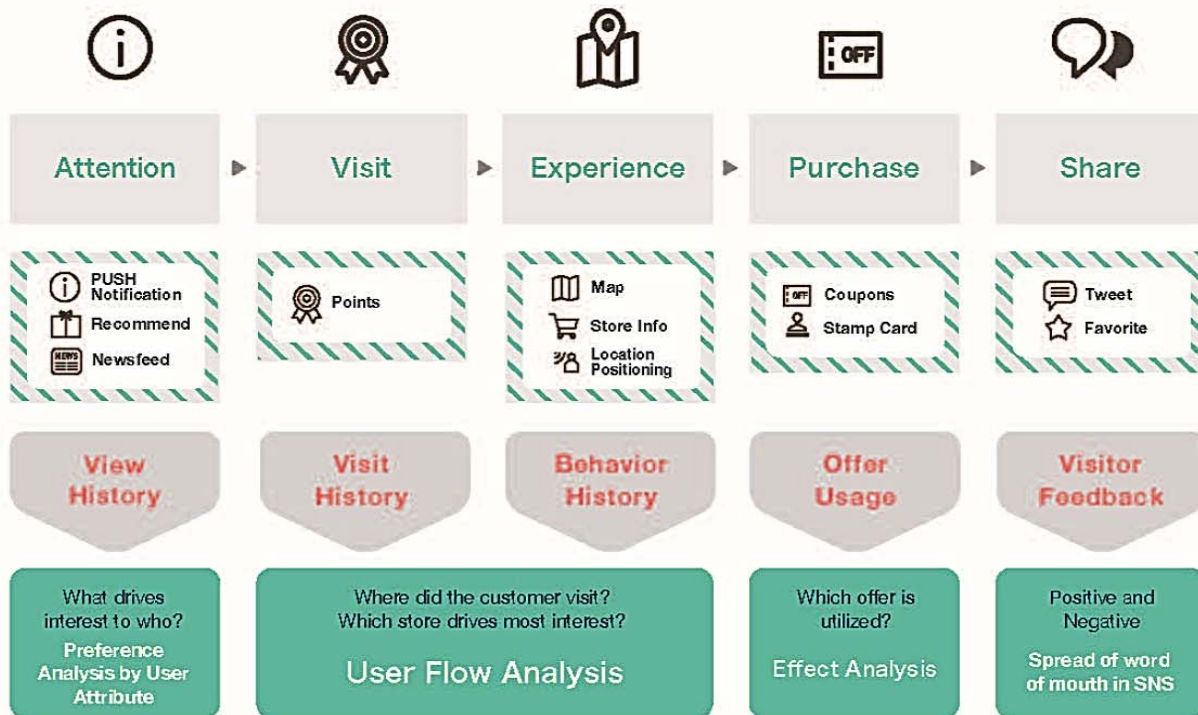 OFF
Attention
Visit
Experience
Purchase
Share
PUSH
Notification
Recommend
NEWS
Newsfeed
Points
Map
Store Info
Location
Positioning
OFF
Coupons
Stamp Card
Tweet
Favorite
View
History
Visit
History
Behavior
History
Offer
Usage
Visitor
Feedback
What drives
interest to who?
Preference
Analysis by User
Attribute
Where did the customer visit?
Which store drives most interest?
User Flow Analysis
Which offer is
utilized?
Effect Analysis
Positive and
Negative
Spread of word
of mouth in SNS